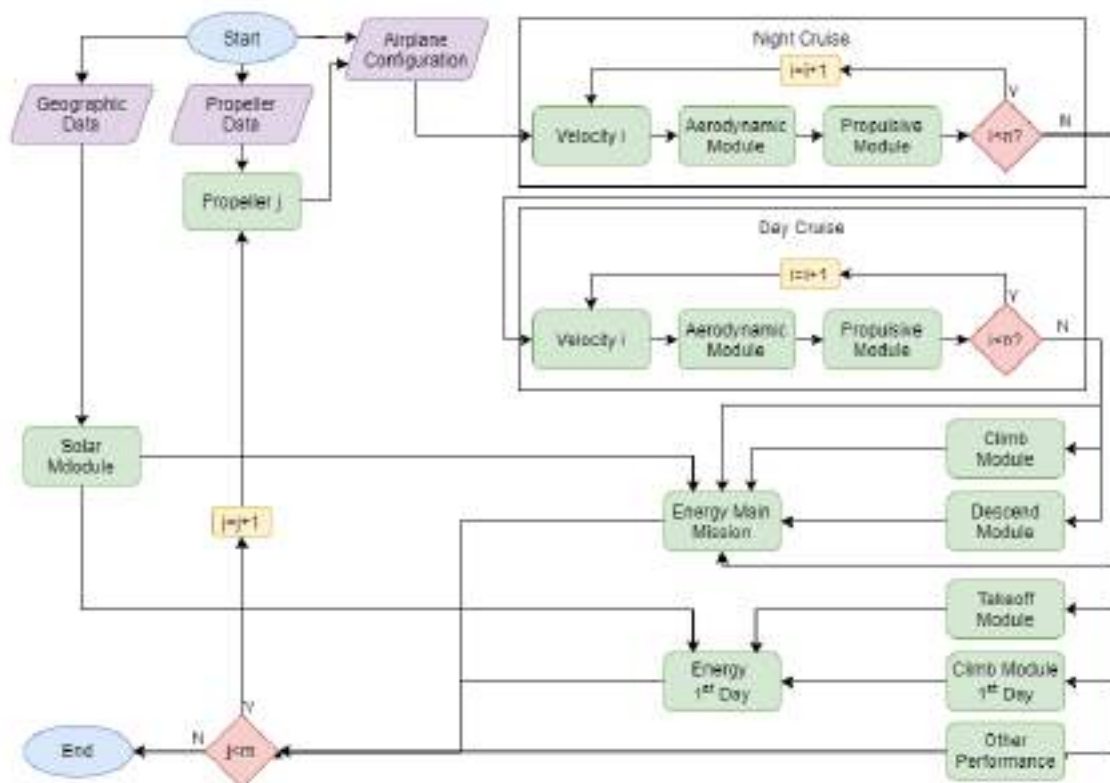 Start
Airplane
Configuration
Geographic
Data
Propeller
Data
Propeller j
Night Cruise
i=i+1
Velocity i
Aerodynamic
Module
Propulsive
Module
i<n?
Y
N
Day Cruise
i=i+1
Velocity i
Aerodynamic
Module
Propulsive
Module
i<n?
Y
N
Solar
Mdodule
Climb
Module
Energy Main
Mission
Descend
Module
j=j+1
Takeoff
Module
Energy
1st Day
Climb Module
1st Day
Y
N
End
j<m
Other
Performance